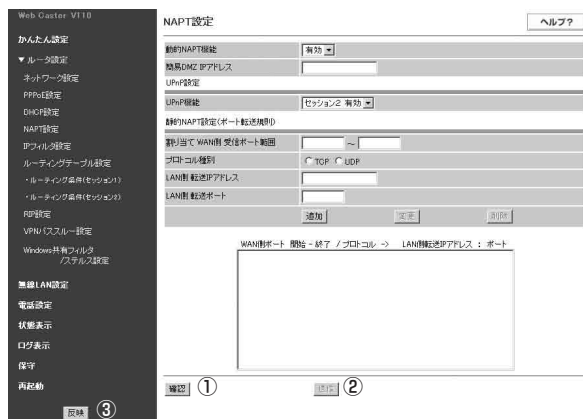 Web Caster V110
かんたん設定
▼ ルータ設定
ネットワーク設定
PPPoE設定
DHCP設定
NAPT設定
IPフィルタ設定
ルーティングテーブル設定
・ルーティング条件(セッション1)
・ルーティング条件(セッション2)
RIP設定
VPNパススルー設定
Windows共有フィルタ
/ステルス設定
無線LAN設定
電話設定
状態表示
ログ表示
保守
再起動
反映 ③
NAPT設定
ヘルプ?
動的NAPT機能 有効
簡易DMZ IPアドレス
UPnP設定
UPnP機能 セッション2 有効
静的NAPT設定(ポート転送規則)
割り当て WAN側 受信ポート範囲 ~
プロトコル種別 TCP UDP
LAN側 転送IPアドレス
LAN側 転送ポート
追加 変更 削除
WAN側ポート 開始 - 終了 / プロトコル -> LAN側転送IPアドレス : ポート
確認 ① 送信 ②